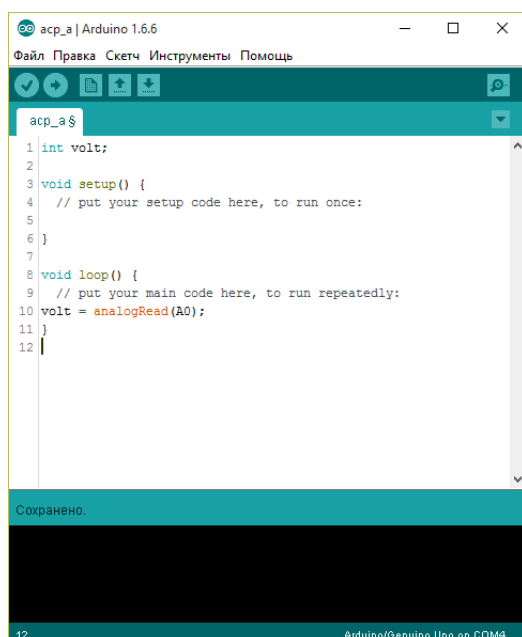 acp_a | Arduino 1.6.6
Файл Правка Скетч Инструменты Помощь
acp_a §
1 int volt;
2
3 void setup() {
4   // put your setup code here, to run once:
5
6 }
7
8 void loop() {
9   // put your main code here, to run repeatedly:
10 volt = analogRead(A0);
11 }
12
Сохранено.
12 Arduino/Genuino Uno on COM4